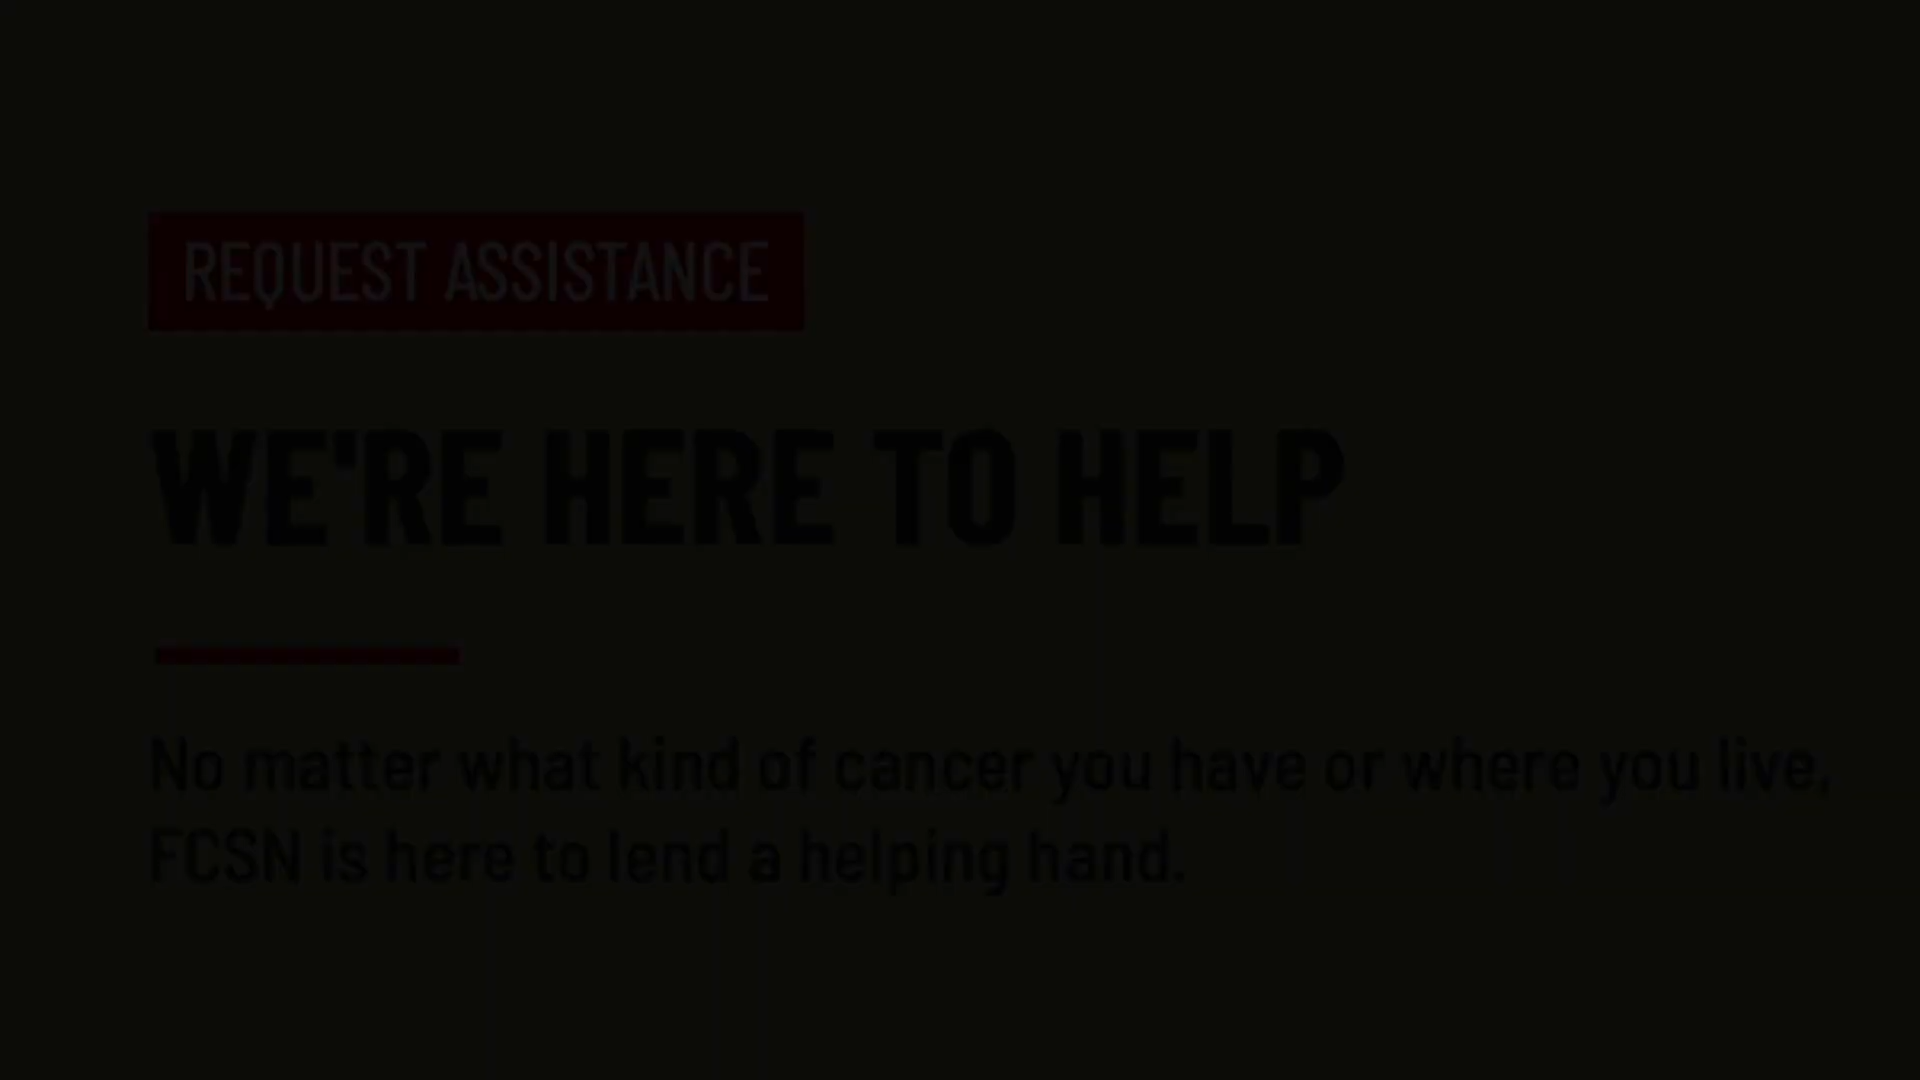 REQUEST ASSISTANCE
WE'RE HERE TO HELP
No matter what kind of cancer you have or where you live,
FCSN is here to lend a helping hand.